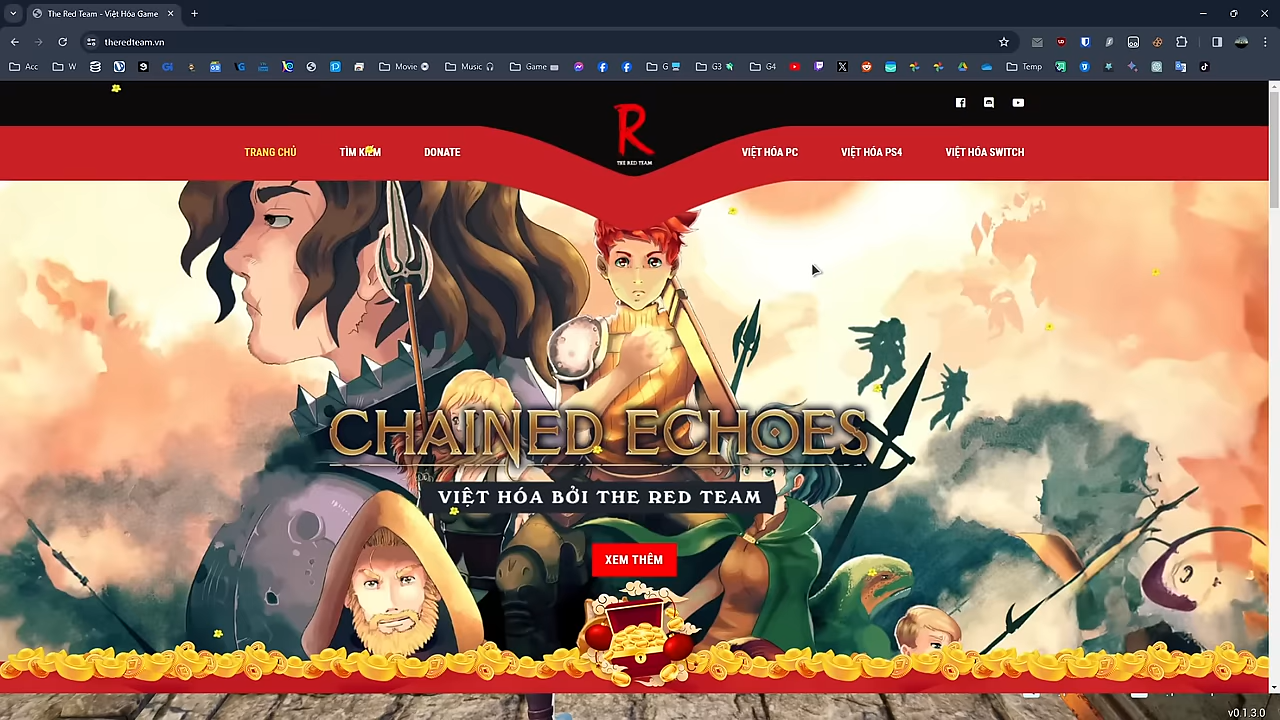 The Red Team - Việt Hóa Game
theredteam.vn
Acc
W
Movie
Music
Game
G
G3
G4
Temp
R
THE RED TEAM
TRANG CHỦ
TÌM KIẾM
DONATE
VIỆT HÓA PC
VIỆT HÓA PS4
VIỆT HÓA SWITCH
CHAINED ECHOES
VIỆT HÓA BỞI THE RED TEAM
XEM THÊM
v0.1.3.0